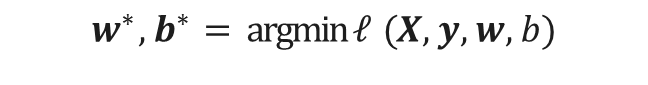 w*, b* = argmin ℓ (X, y, w, b)